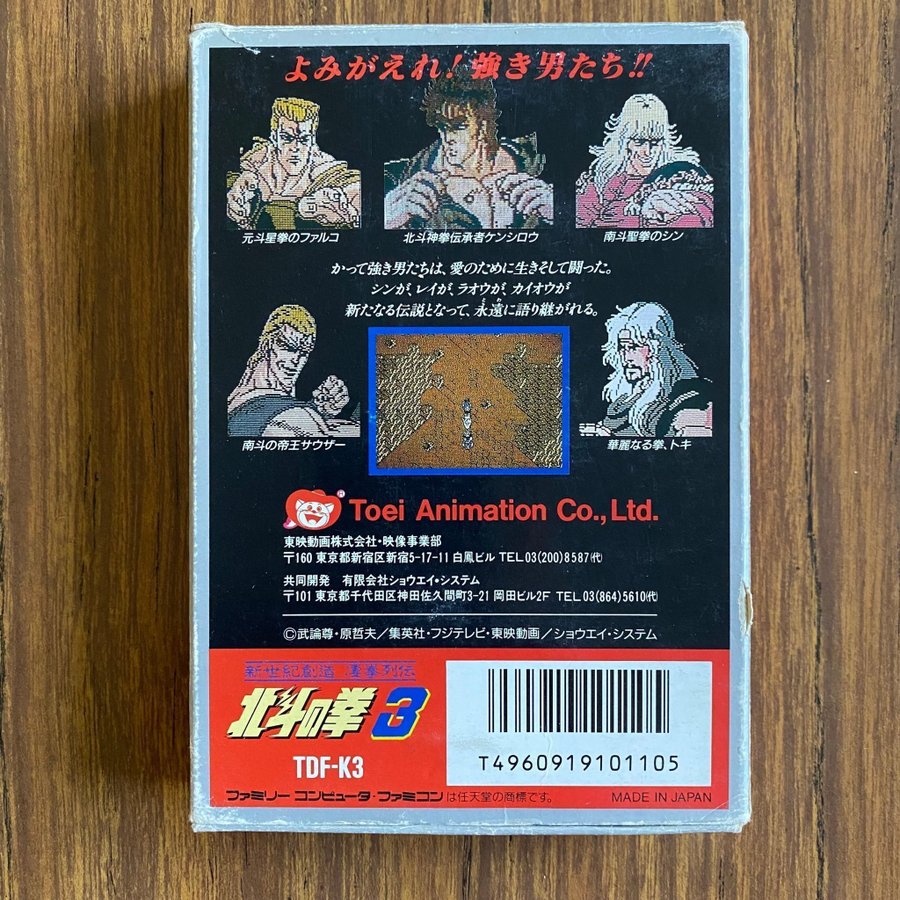 よみがえれ!強き男たち!!
元斗星拳のファルコ
北斗神拳伝承者ケンシロウ
南斗聖拳のシン
かって強き男たちは、愛のために生きそして闘った。
シンが、レイが、ラオウが、カイオウが
新たなる伝説となって、永遠に語り継がれる。
南斗の帝王サウザー
華麗なる拳、トキ
Toei Animation Co.,Ltd.
東映動画株式会社・映像事業部
〒160 東京都新宿区新宿5-17-11 白鳳ビル TEL03(200)8587(代)
共同開発 有限会社ショウエイ・システム
〒101 東京都千代田区神田佐久間町3-21 岡田ビル2F TEL03(864)5610(代)
©武論尊・原哲夫/集英社・フジテレビ・東映動画/ショウエイ・システム
新世紀創造 凄拳列伝
北斗の拳3
TDF-K3
T4960919101105
ファミリーコンピュータ・ファミコンは任天堂の商標です。
MADE IN JAPAN